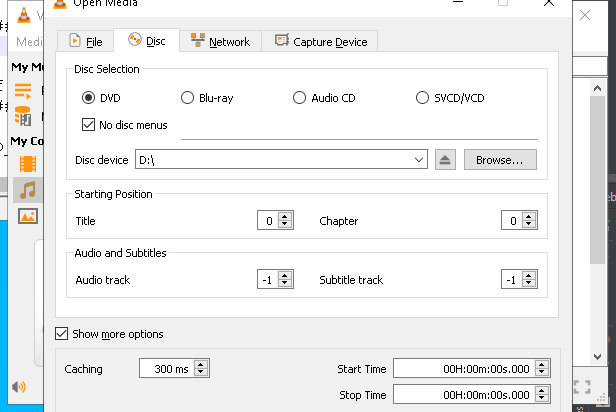 Open Media
Medi
File
Disc
Network
Capture Device
My M
My Co
Disc Selection
DVD
Blu-ray
Audio CD
SVCD/VCD
No disc menus
Disc device
D:\
Browse...
Starting Position
Title
0
Chapter
0
Audio and Subtitles
Audio track
-1
Subtitle track
-1
Show more options
Caching
300 ms
Start Time
00H:00m:00s.000
Stop Time
00H:00m:00s.000